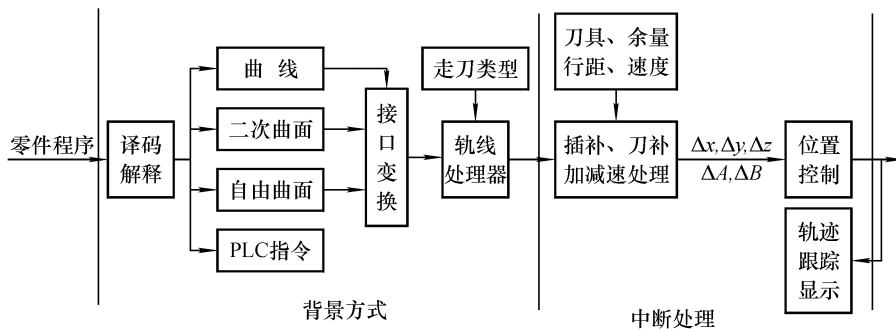 零件程序
译码
解释
曲 线
二次曲面
自由曲面
PLC指令
接
口
变
换
走刀类型
轨线
处理器
刀具、余量
行距、速度
插补、刀补
加减速处理
Δx,Δy,Δz
ΔA,ΔB
位置
控制
轨迹
跟踪
显示
背景方式
中断处理